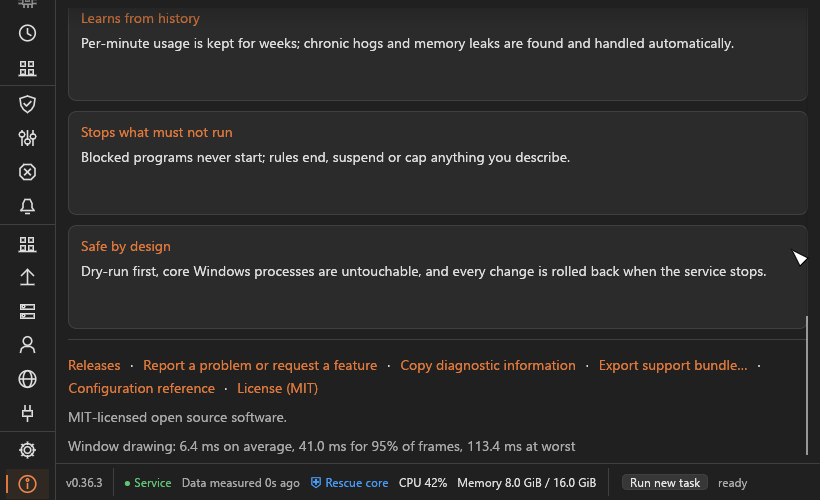 Learns from history
Per-minute usage is kept for weeks; chronic hogs and memory leaks are found and handled automatically.
Stops what must not run
Blocked programs never start; rules end, suspend or cap anything you describe.
Safe by design
Dry-run first, core Windows processes are untouchable, and every change is rolled back when the service stops.
Releases · Report a problem or request a feature · Copy diagnostic information · Export support bundle... ·
Configuration reference · License (MIT)
MIT-licensed open source software.
Window drawing: 6.4 ms on average, 41.0 ms for 95% of frames, 113.4 ms at worst
v0.36.3 ● Service Data measured 0s ago Rescue core CPU 42% Memory 8.0 GiB / 16.0 GiB Run new task ready